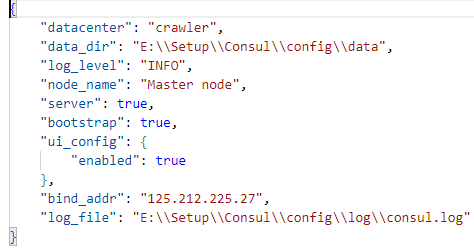 {
"datacenter": "crawler",
"data_dir": "E:\\Setup\\Consul\\config\\data",
"log_level": "INFO",
"node_name": "Master node",
"server": true,
"bootstrap": true,
"ui_config": {
"enabled": true
},
"bind_addr": "125.212.225.27",
"log_file": "E:\\Setup\\Consul\\config\\log\\consul.log"
}